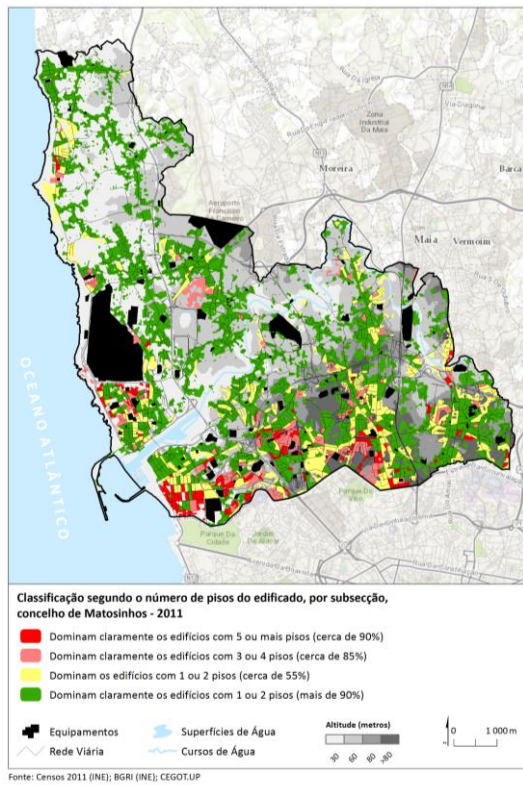 Rua da Igreja
Via Diagonal
Zona
Industrial
Da Maia
Moreira
Barca
Aeroporto
Francisco
Maia
Vermoim
OCEANO ATLÂNTICO
Parque Da
Cidade
Parque Do
Classificação segundo o número de pisos do edificado, por subsecção,
concelho de Matosinhos - 2011
Dominam claramente os edifícios com 5 ou mais pisos (cerca de 90%)
Dominam claramente os edifícios com 3 ou 4 pisos (cerca de 85%)
Dominam os edifícios com 1 ou 2 pisos (cerca de 55%)
Dominam claramente os edifícios com 1 ou 2 pisos (mais de 90%)
Equipamentos
Superfícies de Água
Rede Viária
Cursos de Água
Altitude (metros)
30 60 80 >80
N
0 1 000 m
Fonte: Censos 2011 (INE); BGRI (INE); CEGOT.UP